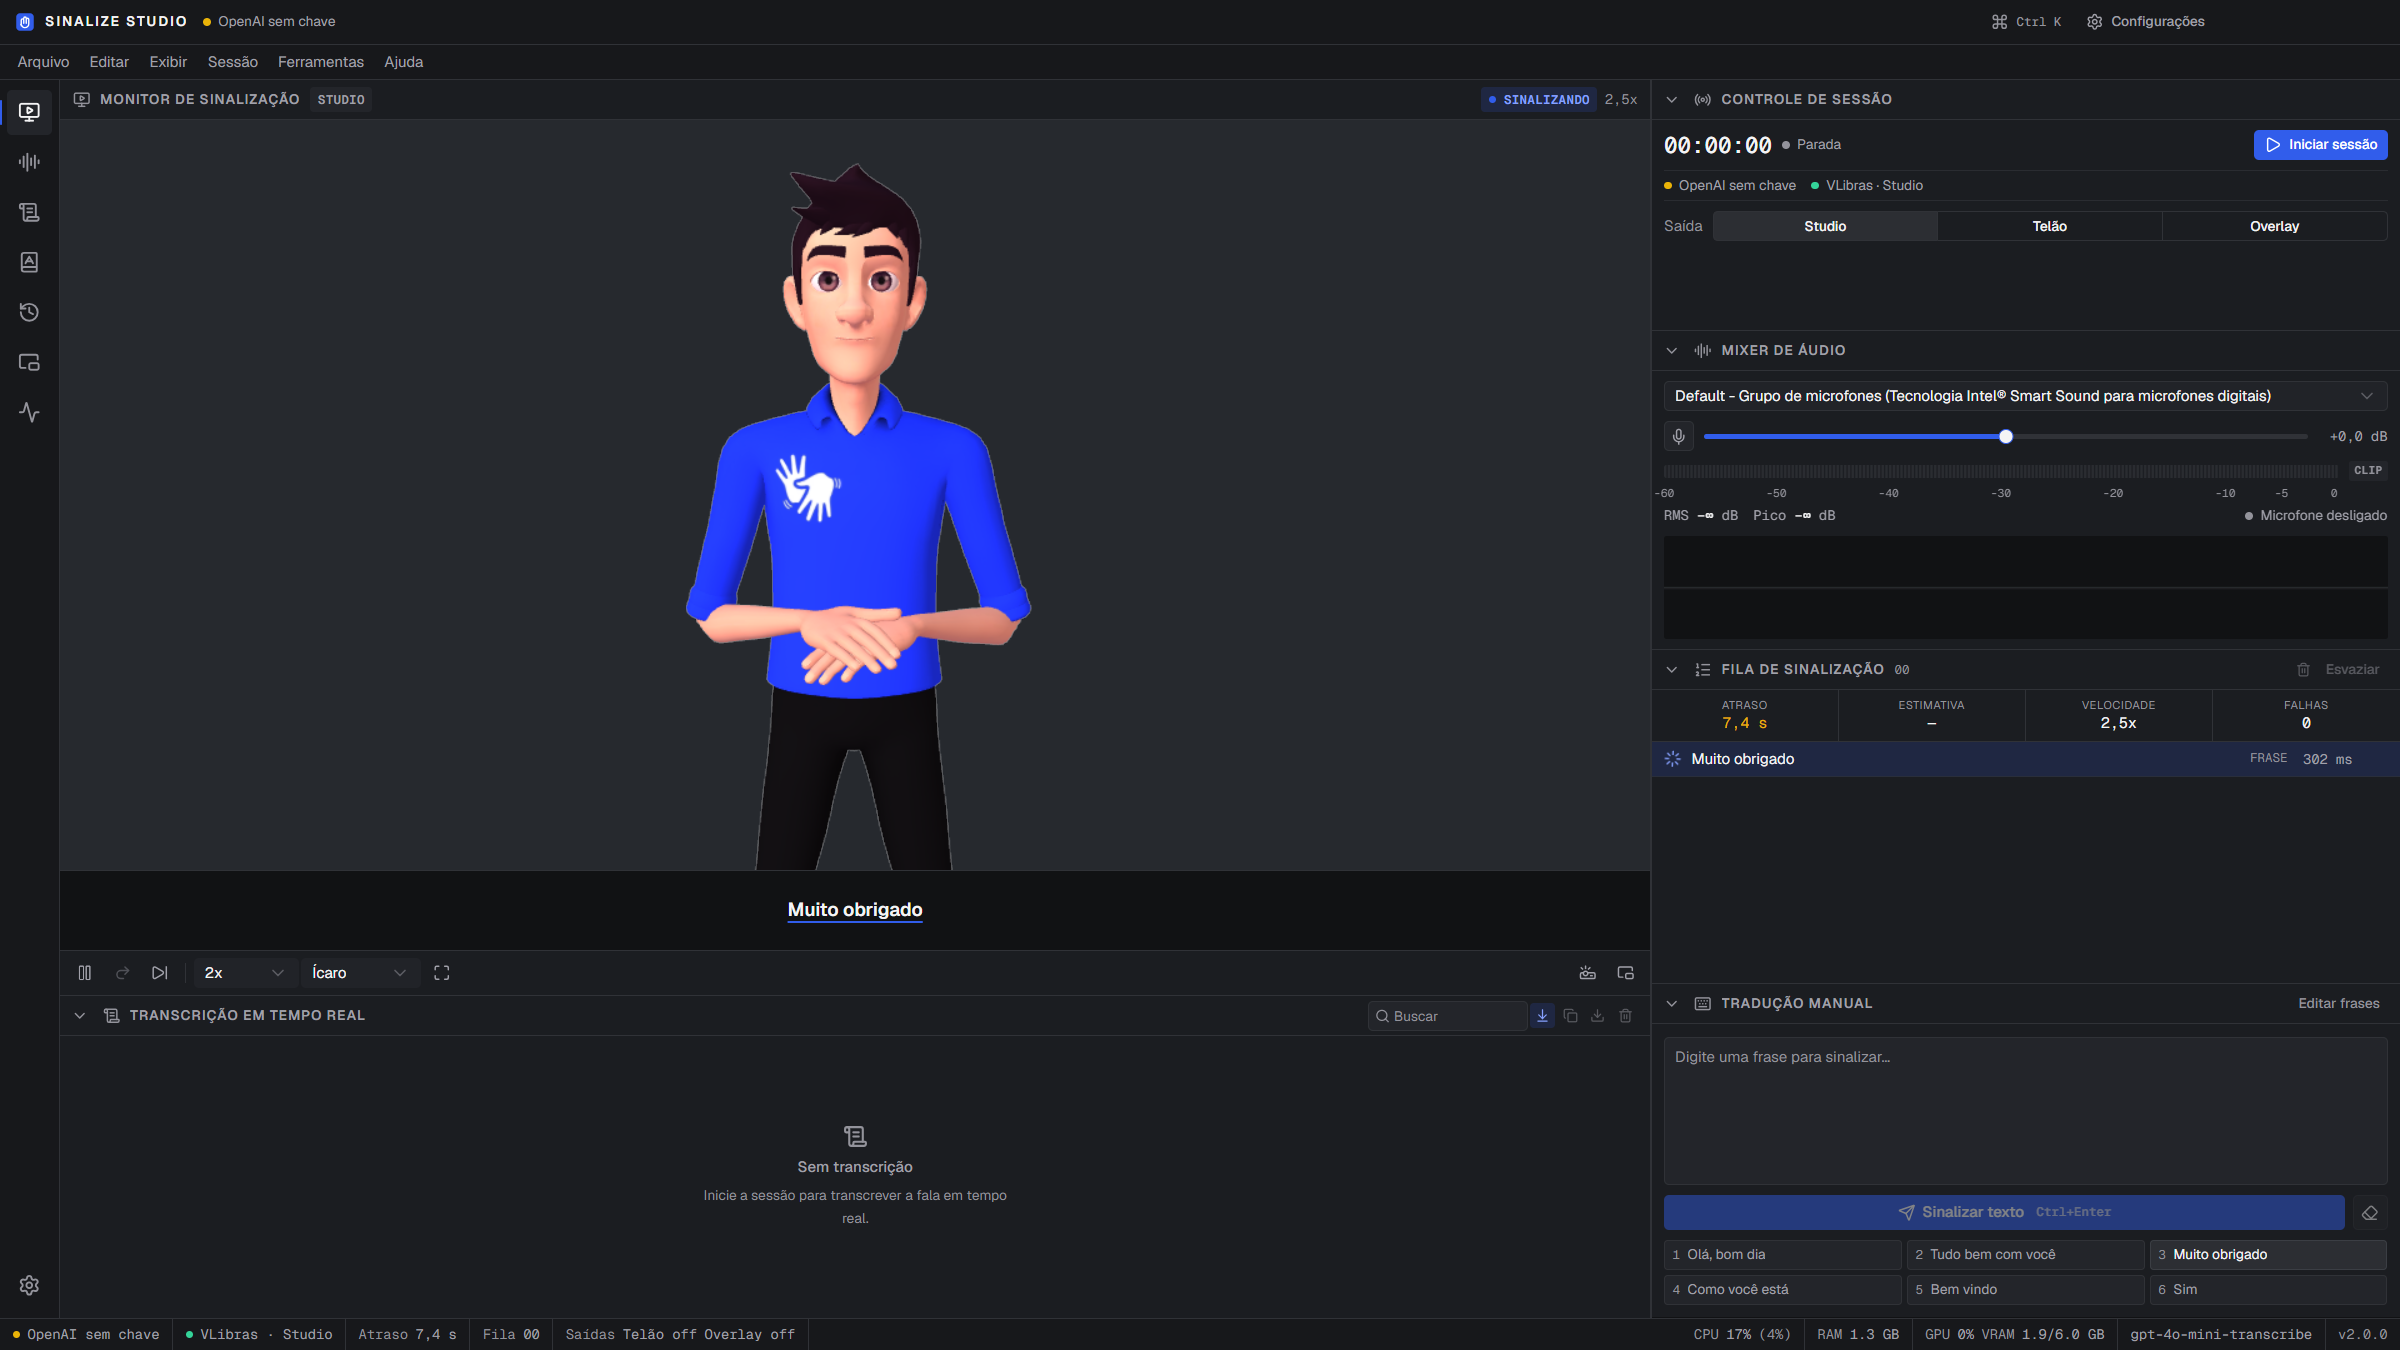 SINALIZE STUDIO OpenAI sem chave Ctrl K Configurações
Arquivo Editar Exibir Sessão Ferramentas Ajuda
MONITOR DE SINALIZAÇÃO STUDIO SINALIZANDO 2,5x
Muito obrigado
2x Ícaro
TRANSCRIÇÃO EM TEMPO REAL Buscar
Sem transcrição
Inicie a sessão para transcrever a fala em tempo
real.
CONTROLE DE SESSÃO
00:00:00 Parada Iniciar sessão
OpenAI sem chave VLibras · Studio
Saída Studio Telão Overlay
MIXER DE ÁUDIO
Default - Grupo de microfones (Tecnologia Intel® Smart Sound para microfones digitais)
+0,0 dB
CLIP
-60 -50 -40 -30 -20 -10 -5 0
RMS -∞ dB Pico -∞ dB Microfone desligado
FILA DE SINALIZAÇÃO 00 Esvaziar
ATRASO ESTIMATIVA VELOCIDADE FALHAS
7,4 s – 2,5x 0
Muito obrigado FRASE 302 ms
TRADUÇÃO MANUAL Editar frases
Digite uma frase para sinalizar...
Sinalizar texto Ctrl+Enter
1 Olá, bom dia 2 Tudo bem com você 3 Muito obrigado
4 Como você está 5 Bem vindo 6 Sim
OpenAI sem chave VLibras · Studio Atraso 7,4 s Fila 00 Saídas Telão off Overlay off CPU 17% (4%) RAM 1.3 GB GPU 0% VRAM 1.9/6.0 GB gpt-4o-mini-transcribe v2.0.0